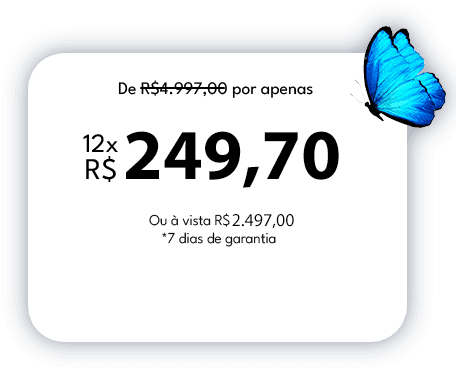 De R$4.997,00 por apenas
12x
R$ 249,70
Ou à vista R$ 2.497,00
*7 dias de garantia